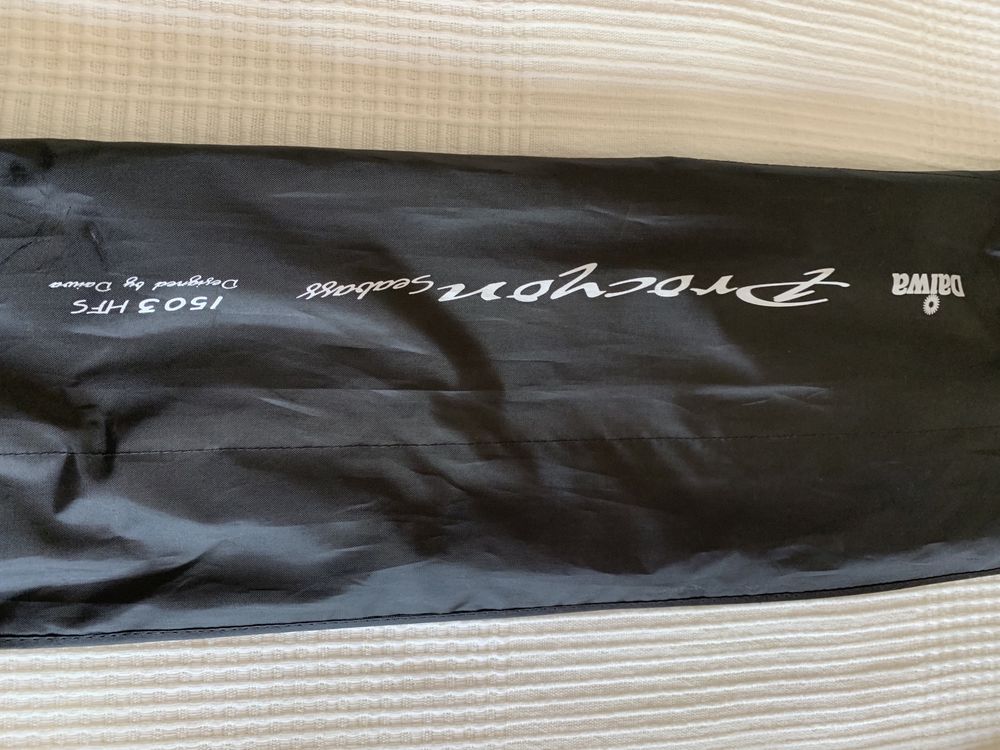 Daiwa
Procyon Seabass
1503 HFS
Designed by Daiwa